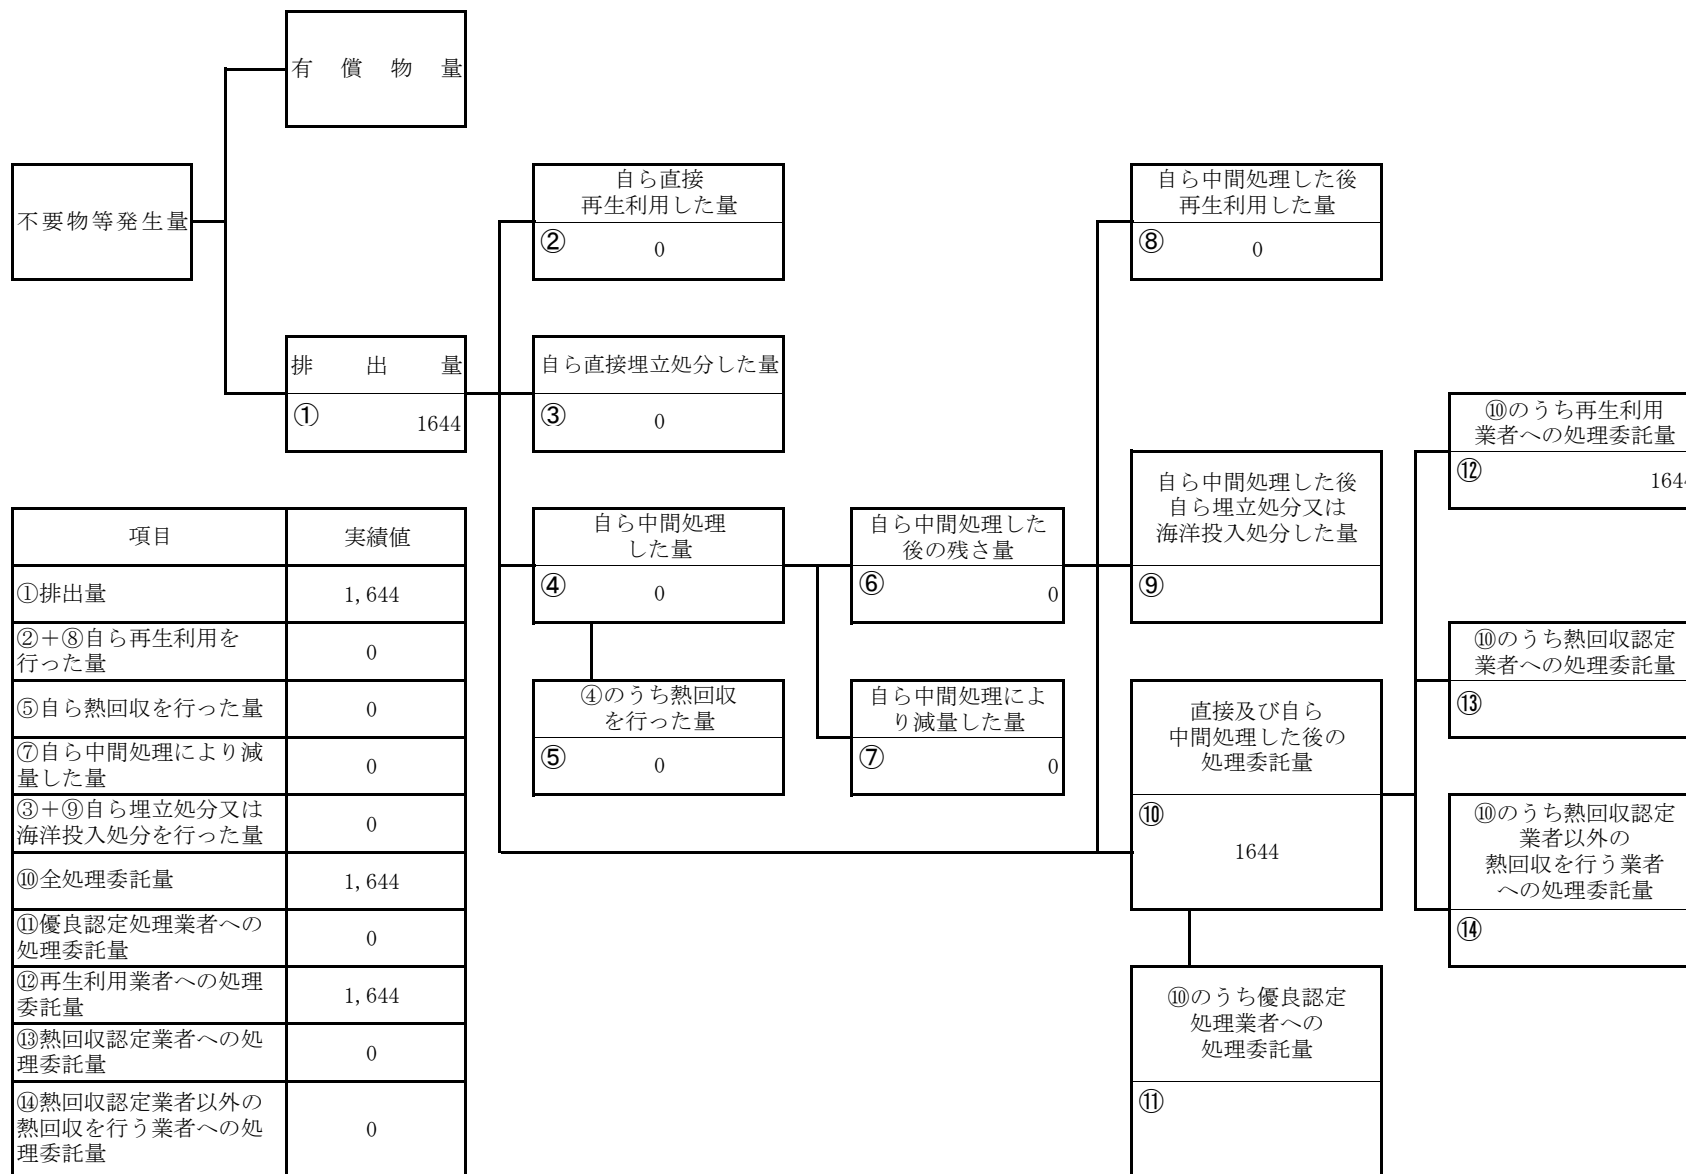 有償物量
不要物等発生量
自ら直接
再生利用した量
②
0
自ら中間処理した後
再生利用した量
⑧
0
排出量
①
1644
自ら直接埋立処分した量
③
0
⑩のうち再生利用
業者への処理委託量
⑫
自ら中間処理した後
自ら埋立処分又は
海洋投入処分した量
⑨
自ら中間処理
した量
④
0
自ら中間処理した
後の残さ量
⑥
0
⑩のうち熱回収認定
業者への処理委託量
⑬
④のうち熱回収
を行った量
⑤
0
自ら中間処理によ
り減量した量
⑦
0
直接及び自ら
中間処理した後の
処理委託量
⑩
1644
⑩のうち熱回収認定
業者以外の
熱回収を行う業者
への処理委託量
⑭
⑩のうち優良認定
処理業者への
処理委託量
⑪
項目 実績値
①排出量 1,644
②＋⑧自ら再生利用を
行った量 0
⑤自ら熱回収を行った量 0
⑦自ら中間処理により減
量した量 0
③＋⑨自ら埋立処分又は
海洋投入処分を行った量 0
⑩全処理委託量 1,644
⑪優良認定処理業者への
処理委託量 0
⑫再生利用業者への処理
委託量 1,644
⑬熱回収認定業者への処
理委託量 0
⑭熱回収認定業者以外の
熱回収を行う業者への処
理委託量 0